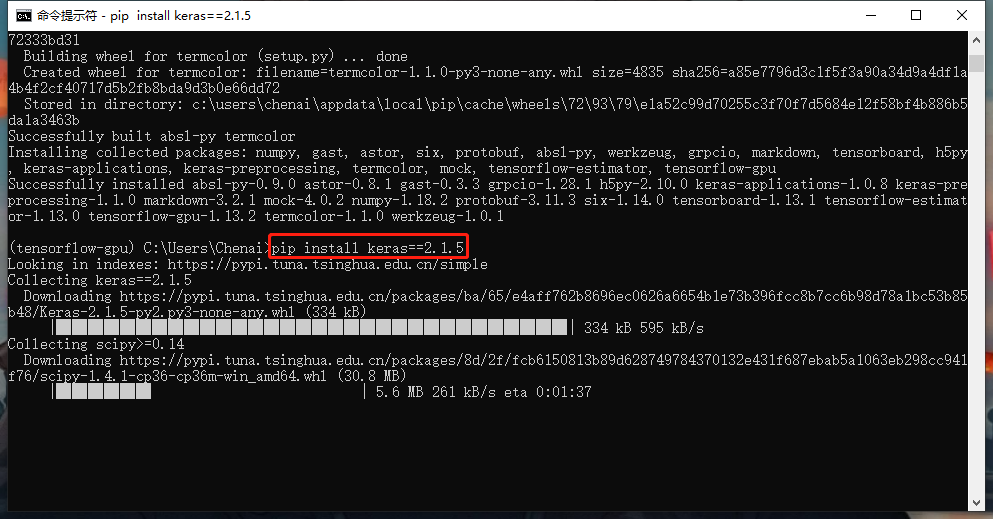 命令提示符 - pip  install keras==2.1.5
72333bd31
  Building wheel for termcolor (setup.py) ... done
  Created wheel for termcolor: filename=termcolor-1.1.0-py3-none-any.whl size=4835 sha256=a85e7796d3c1f5f3a90a34d9a4df1a
4b4f2cf40717d5b2fb8bda9d3b0e66dd72
  Stored in directory: c:\users\chenai\appdata\local\pip\cache\wheels\72\93\79\e1a52c99d70255c3f70f7d5684e12f58bf4b886b5
da1a3463b
Successfully built absl-py termcolor
Installing collected packages: numpy, gast, astor, six, protobuf, absl-py, werkzeug, grpcio, markdown, tensorboard, h5py
, keras-applications, keras-preprocessing, termcolor, mock, tensorflow-estimator, tensorflow-gpu
Successfully installed absl-py-0.9.0 astor-0.8.1 gast-0.3.3 grpcio-1.28.1 h5py-2.10.0 keras-applications-1.0.8 keras-pre
processing-1.1.0 markdown-3.2.1 mock-4.0.2 numpy-1.18.2 protobuf-3.11.3 six-1.14.0 tensorboard-1.13.1 tensorflow-estimat
or-1.13.0 tensorflow-gpu-1.13.2 termcolor-1.1.0 werkzeug-1.0.1
(tensorflow-gpu) C:\Users\Chenai>pip install keras==2.1.5
Looking in indexes: https://pypi.tuna.tsinghua.edu.cn/simple
Collecting keras==2.1.5
  Downloading https://pypi.tuna.tsinghua.edu.cn/packages/ba/65/e4aff762b8696ec0626a6654b1e73b396fcc8b7cc6b98d78a1bc53b85
b48/Keras-2.1.5-py2.py3-none-any.whl (334 kB)
     |████████████████████████████████| 334 kB 595 kB/s
Collecting scipy>=0.14
  Downloading https://pypi.tuna.tsinghua.edu.cn/packages/8d/2f/fcb6150813b89d628749784370132e431f687ebab5a1063eb298cc941
f76/scipy-1.4.1-cp36-cp36m-win_amd64.whl (30.8 MB)
     |██████                          | 5.6 MB 261 kB/s eta 0:01:37